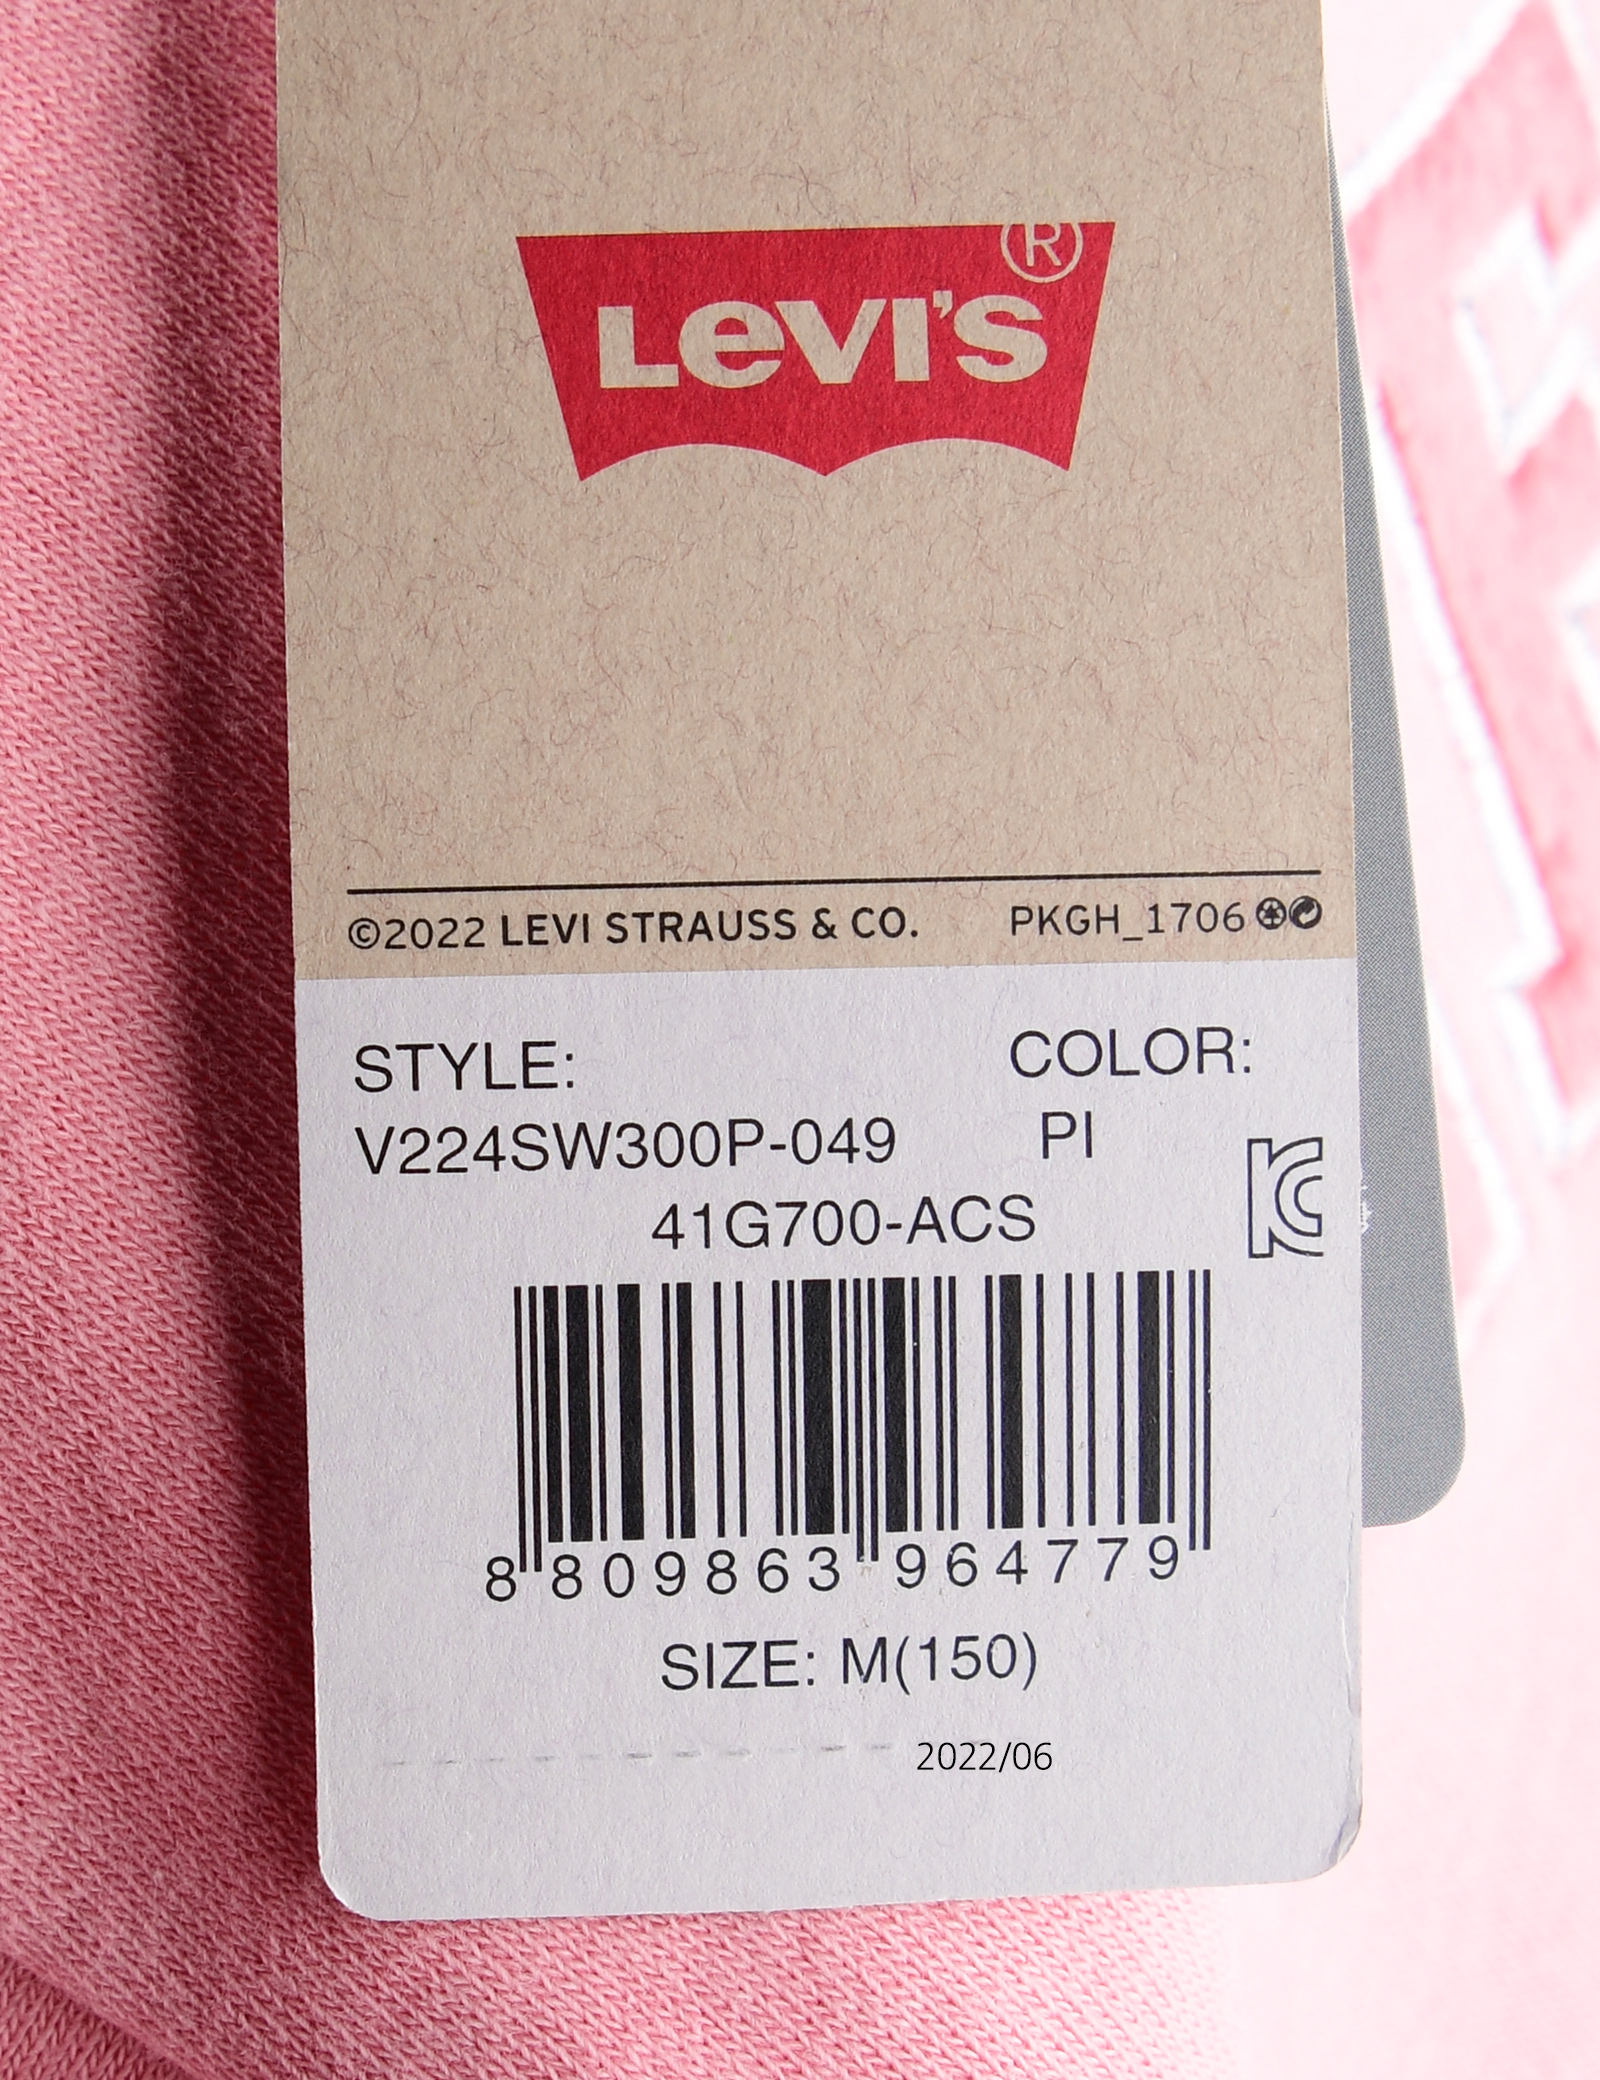 LEVI'S®
©2022 LEVI STRAUSS & CO. PKGH_1706
STYLE: COLOR:
V224SW300P-049 PI
41G700-ACS
8 809863 964779
SIZE: M(150)
2022/06